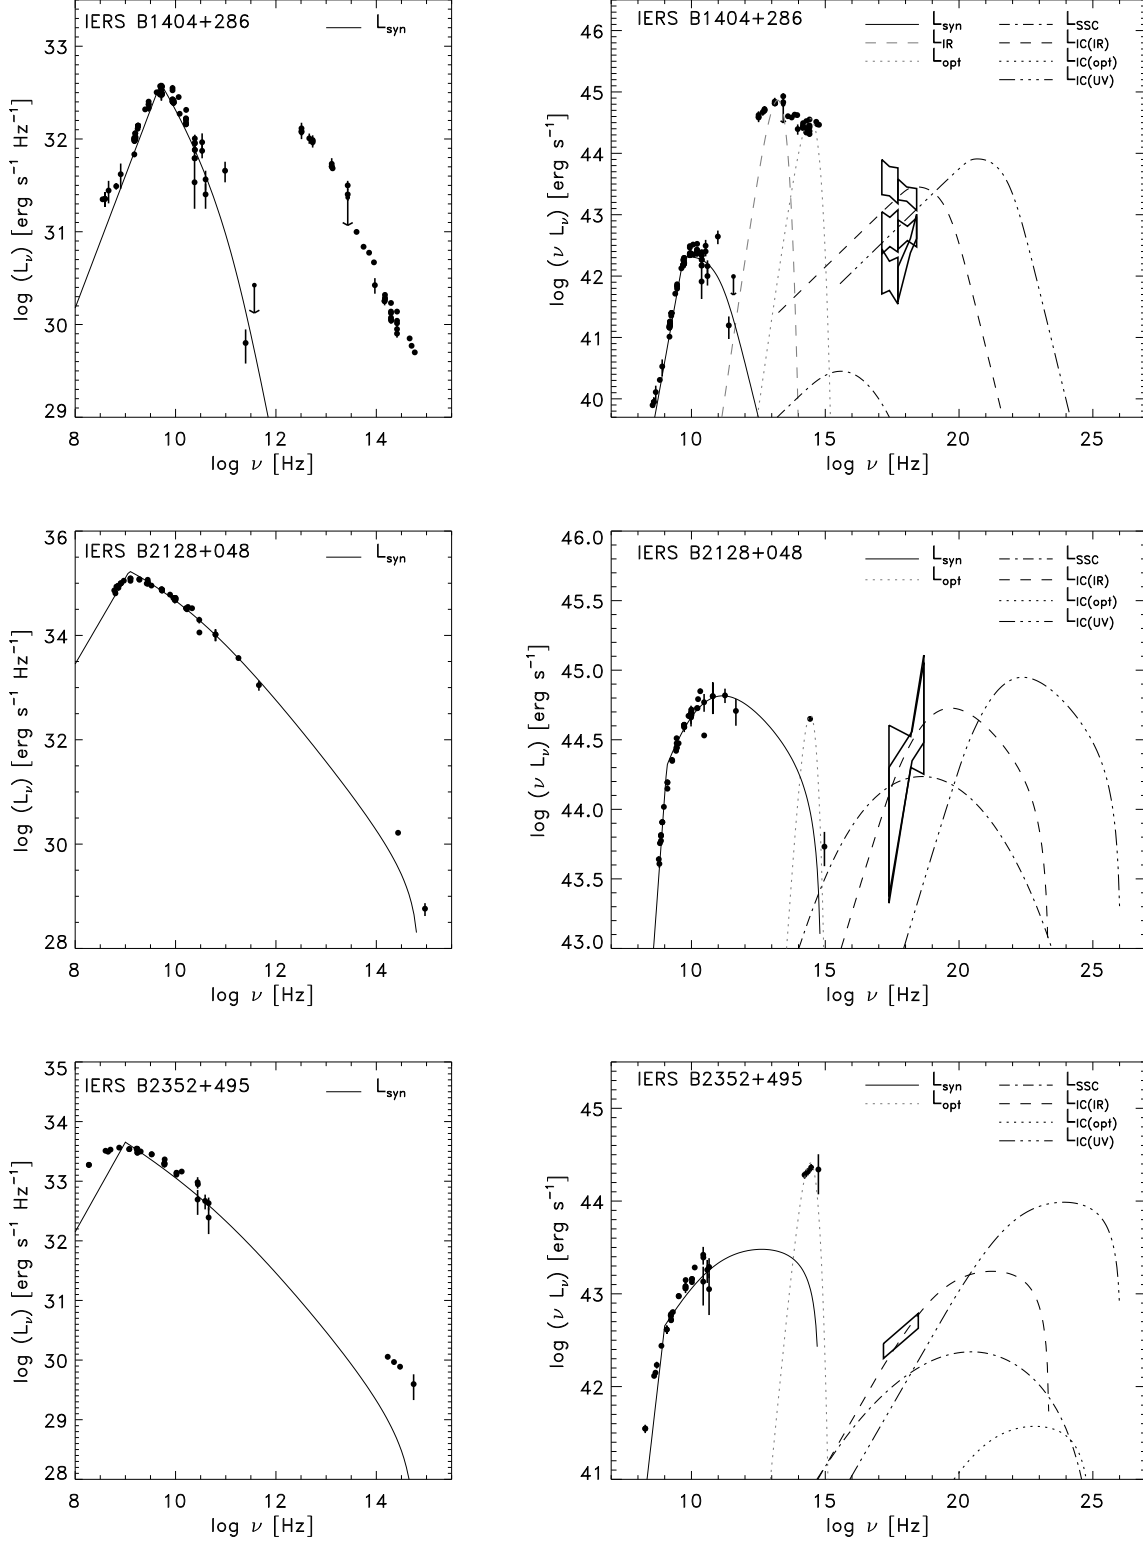 IERS B1404+286
L_syn
33
32
31
30
29
log (L_ν) [erg s⁻¹ Hz⁻¹]
8 10 12 14
log ν [Hz]
IERS B1404+286
L_syn L_SSC
L_IR L_IC(IR)
L_opt L_IC(opt)
L_IC(UV)
46
45
44
43
42
41
40
log (ν L_ν) [erg s⁻¹]
10 15 20 25
log ν [Hz]
IERS B2128+048
L_syn
36
34
32
30
28
log (L_ν) [erg s⁻¹ Hz⁻¹]
8 10 12 14
log ν [Hz]
IERS B2128+048
L_syn L_SSC
L_opt L_IC(IR)
L_IC(opt)
L_IC(UV)
46.0
45.5
45.0
44.5
44.0
43.5
43.0
log (ν L_ν) [erg s⁻¹]
10 15 20 25
log ν [Hz]
IERS B2352+495
L_syn
35
34
33
32
31
30
29
28
log (L_ν) [erg s⁻¹ Hz⁻¹]
8 10 12 14
log ν [Hz]
IERS B2352+495
L_syn L_SSC
L_opt L_IC(IR)
L_IC(opt)
L_IC(UV)
45
44
43
42
41
log (ν L_ν) [erg s⁻¹]
10 15 20 25
log ν [Hz]